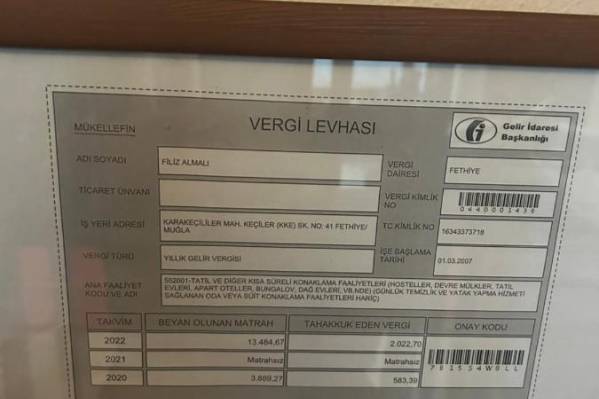 VERGİ LEVHASI
Gelir İdaresi
Başkanlığı
MÜKELLEFİN
ADI SOYADI
FİLİZ ALMALI
VERGİ
DAİRESİ
FETHİYE
TİCARET ÜNVANI
VERGİ KİMLİK
NO
0440001436
İŞ YERİ ADRESİ
KARAKEÇİLİLER MAH. KEÇİLER (KKE) SK. NO: 41 FETHİYE/
MUĞLA
TC KİMLİK NO
16343373718
VERGİ TÜRÜ
YILLIK GELİR VERGİSİ
İŞE BAŞLAMA
TARİHİ
01.03.2007
ANA FAALİYET
KODU VE ADI
552001-TATİL VE DİĞER KISA SÜRELİ KONAKLAMA FAALİYETLERİ (HOSTELLER, DEVRE MÜLKLER, TATİL
EVLERİ, APART OTELLER, BUNGALOV, DAĞ EVLERİ, VB.NDE) (GÜNLÜK TEMİZLİK VE YATAK YAPMA HİZMETİ
SAĞLANAN ODA VEYA SÜİT KONAKLAMA FAALİYETLERİ HARİÇ)
TAKVİM BEYAN OLUNAN MATRAH TAHAKKUK EDEN VERGİ ONAY KODU
2022 13.484,67 2.022,70
2021 Matrahsız Matrahsız
2020 3.889,27 583,39